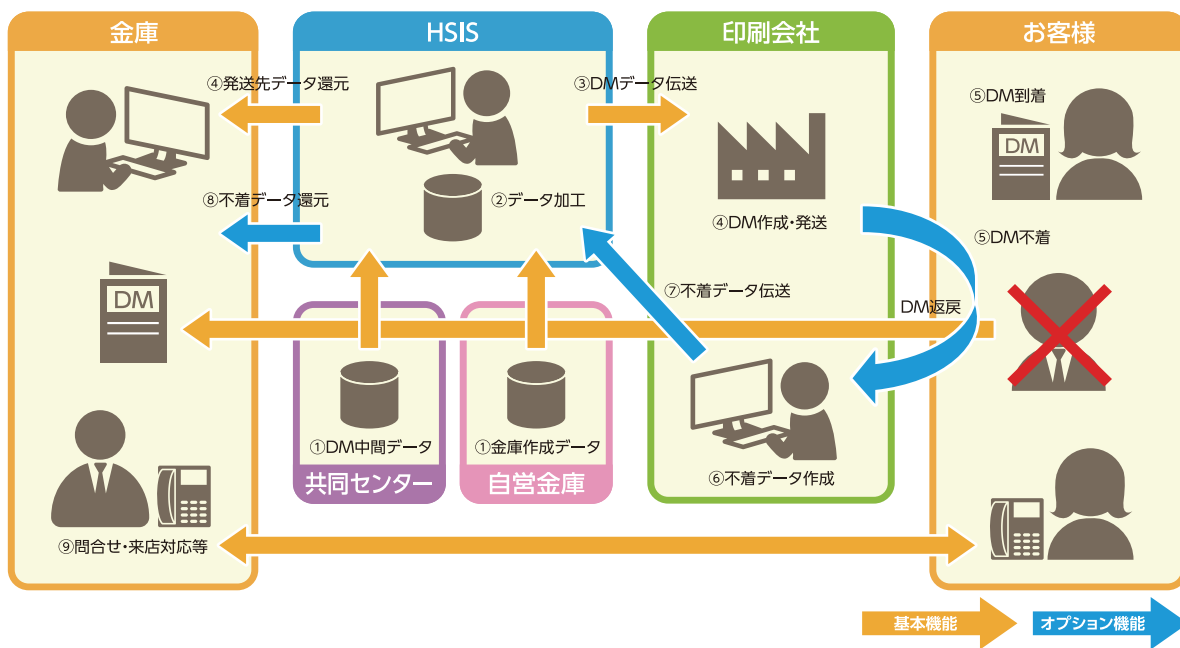 金庫
HSIS
印刷会社
お客様
④発送先データ還元
③DMデータ伝送
⑤DM到着
DM
②データ加工
④DM作成・発送
⑧不着データ還元
⑤DM不着
DM
⑦不着データ伝送
DM返戻
①DM中間データ
①金庫作成データ
共同センター
自営金庫
⑥不着データ作成
⑨問合せ・来店対応等
基本機能
オプション機能